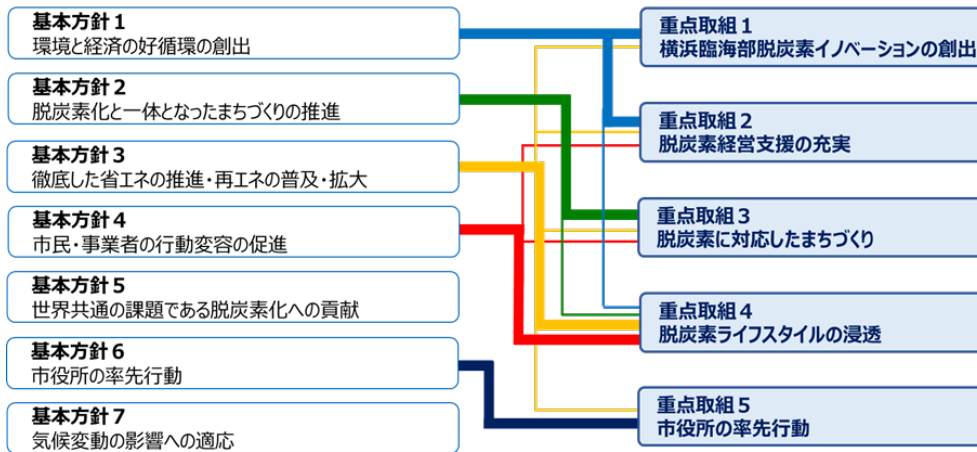 基本方針1
環境と経済の好循環の創出
基本方針2
脱炭素化と一体となったまちづくりの推進
基本方針3
徹底した省エネの推進・再エネの普及・拡大
基本方針4
市民・事業者の行動変容の促進
基本方針5
世界共通の課題である脱炭素化への貢献
基本方針6
市役所の率先行動
基本方針7
気候変動の影響への適応
重点取組1
横浜臨海部脱炭素イノベーションの創出
重点取組2
脱炭素経営支援の充実
重点取組3
脱炭素に対応したまちづくり
重点取組4
脱炭素ライフスタイルの浸透
重点取組5
市役所の率先行動